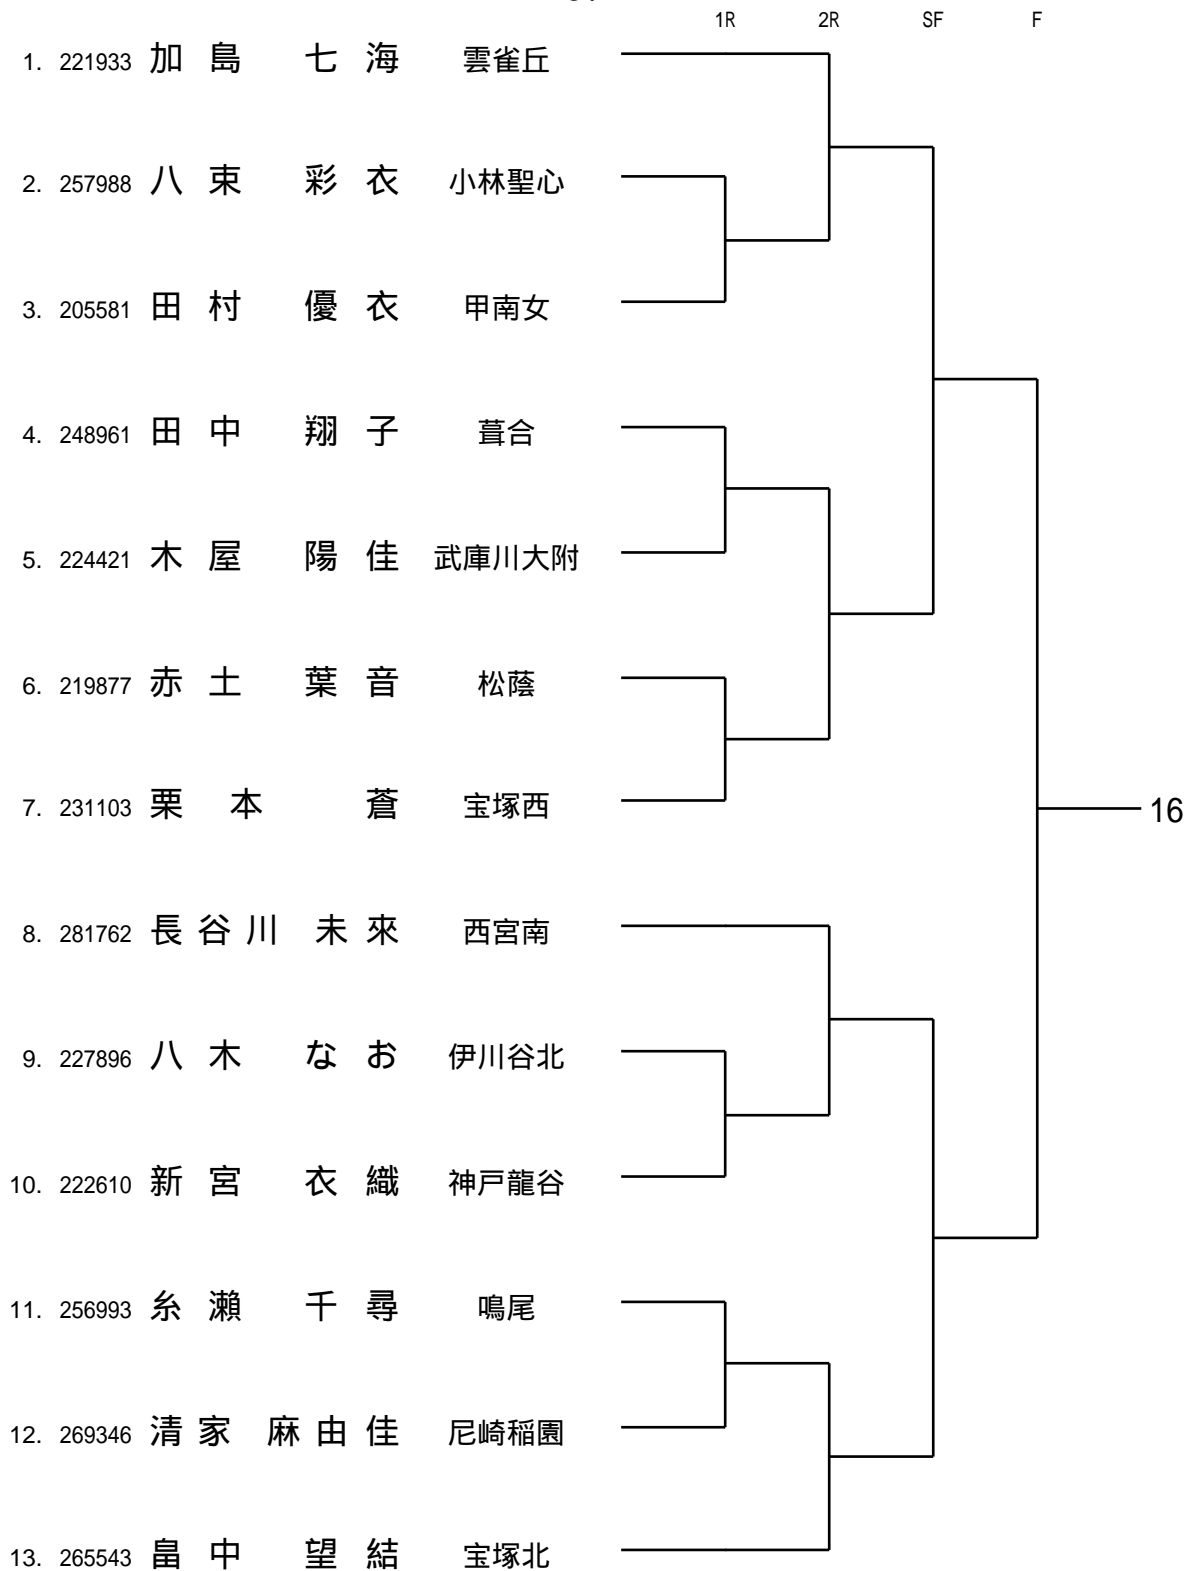 1R 2R SF F
1. 221933 加島 七海 雲雀丘
2. 257988 八束 彩衣 小林聖心
3. 205581 田村 優衣 甲南女
4. 248961 田中 翔子 葺合
5. 224421 木屋 陽佳 武庫川大附
6. 219877 赤土 葉音 松蔭
7. 231103 栗本 蒼 宝塚西
16
8. 281762 長谷川 未來 西宮南
9. 227896 八木 なお 伊川谷北
10. 222610 新宮 衣織 神戸龍谷
11. 256993 糸瀬 千尋 鳴尾
12. 269346 清家 麻由佳 尼崎稲園
13. 265543 畠中 望結 宝塚北